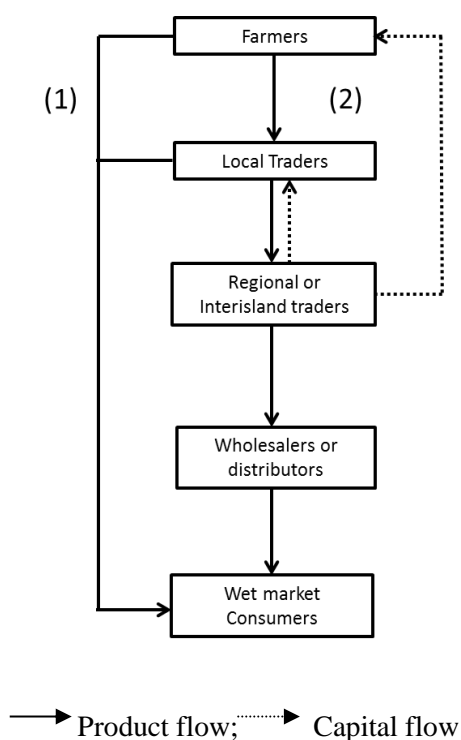 Farmers
(1)
(2)
Local Traders
Regional or
Interisland traders
Wholesalers or
distributors
Wet market
Consumers
Product flow; Capital flow